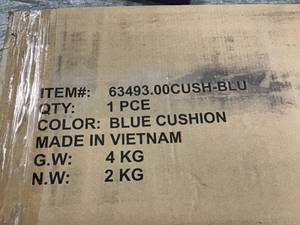 ITEM#: 63493.00CUSH-BLU
QTY: 1 PCE
COLOR: BLUE CUSHION
MADE IN VIETNAM
G.W: 4 KG
N.W: 2 KG